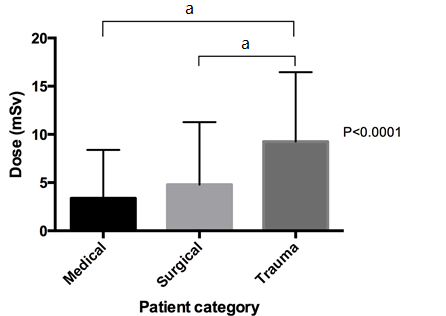 a
a
20
15
10
5
0
Dose (mSv)
P<0.0001
Medical
Surgical
Trauma
Patient category